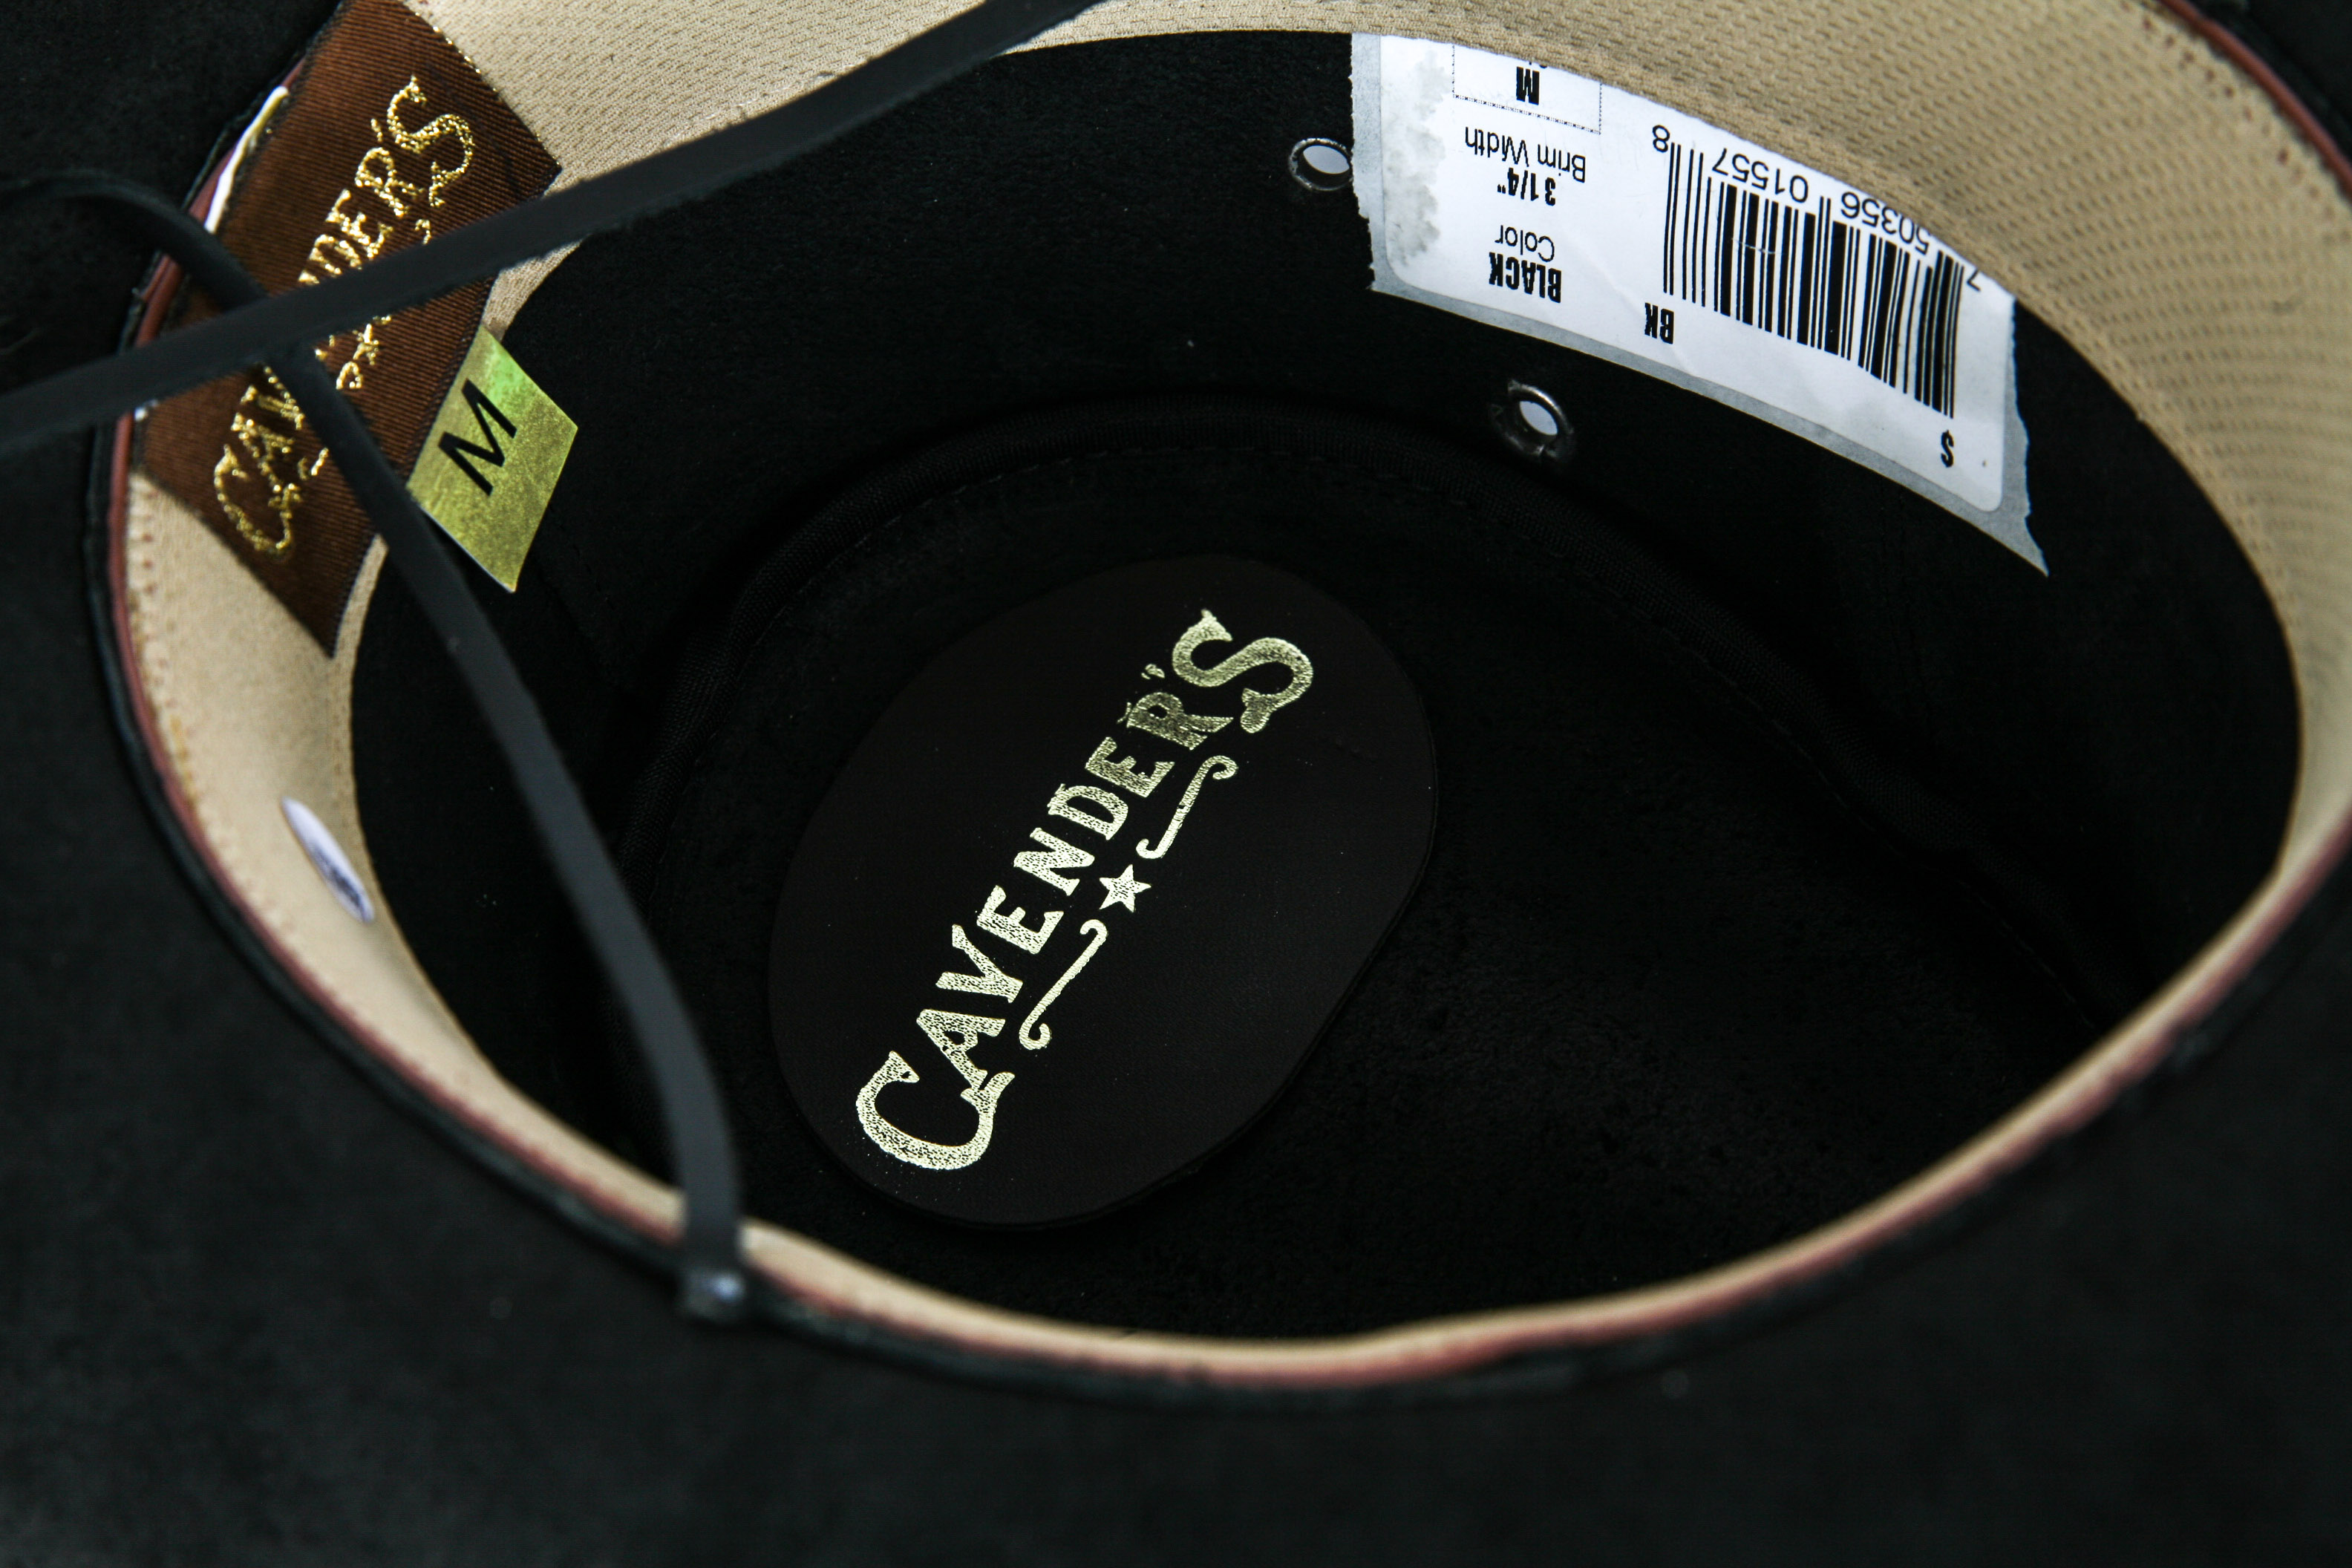 CAVENDER'S
M
CAVENDER'S
M
Brim Width
3 1/4"
Color
BLACK
BK
7 50356 01557 8
$